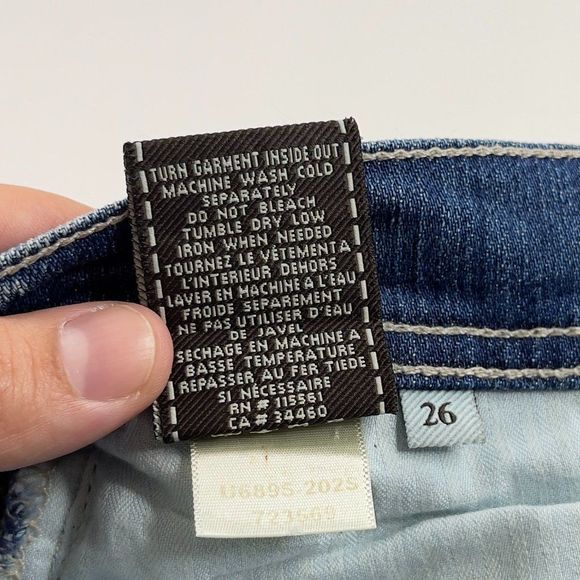 TURN GARMENT INSIDE OUT
MACHINE WASH COLD
SEPARATELY
DO NOT BLEACH
TUMBLE DRY LOW
IRON WHEN NEEDED
TOURNEZ LE VÊTEMENT A
L'INTERIEUR DEHORS
LAVER EN MACHINE A L'EAU
FROIDE SEPAREMENT
NE PAS UTILISER D'EAU
DE JAVEL
SECHAGE EN MACHINE A
BASSE TEMPERATURE
REPASSER AU FER TIEDE
SI NÉCESSAIRE
RN # 115561
CA # 34460
26
U689S 202S